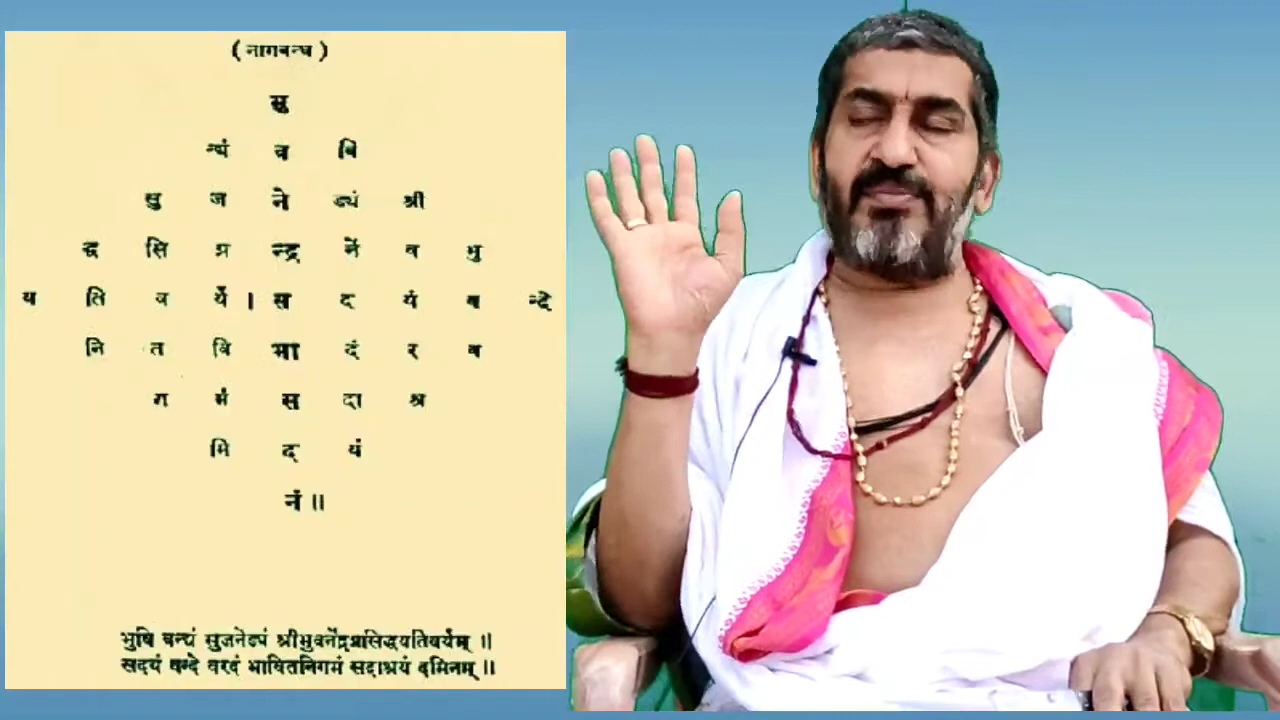 ( नागबन्ध )
भु
न्द्यं व वि
सु ज ने ड्यं श्री
द्ध सि प्र न्द्र नें व भु
य ति व र्ये । स द यं व न्दे
नि त षि भा दं र व
ग मं स दा श्र
मि द् यं
नं ॥
भुवि वन्द्यं सुजनेड्यं श्रीभुवनेंद्रप्रसिद्धयतिवर्यम् ॥
सदयं वन्दे वरदं भाषितनिगमं सदाश्रयं दमिनम् ॥